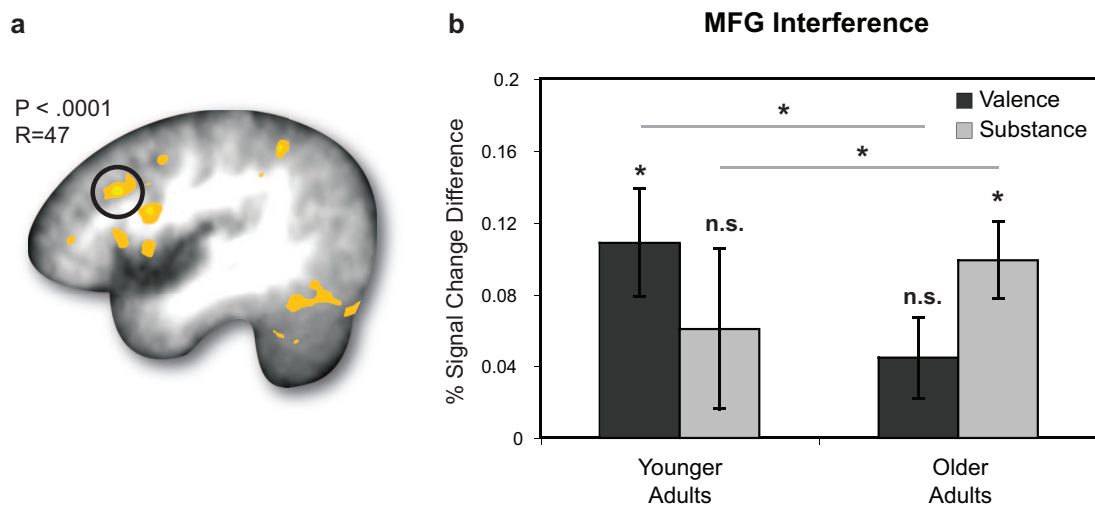 a
P < .0001
R=47
b
MFG Interference
% Signal Change Difference
0.2
0.16
0.12
0.08
0.04
0
Valence
Substance
*
*
*
n.s.
n.s.
*
Younger
Adults
Older
Adults